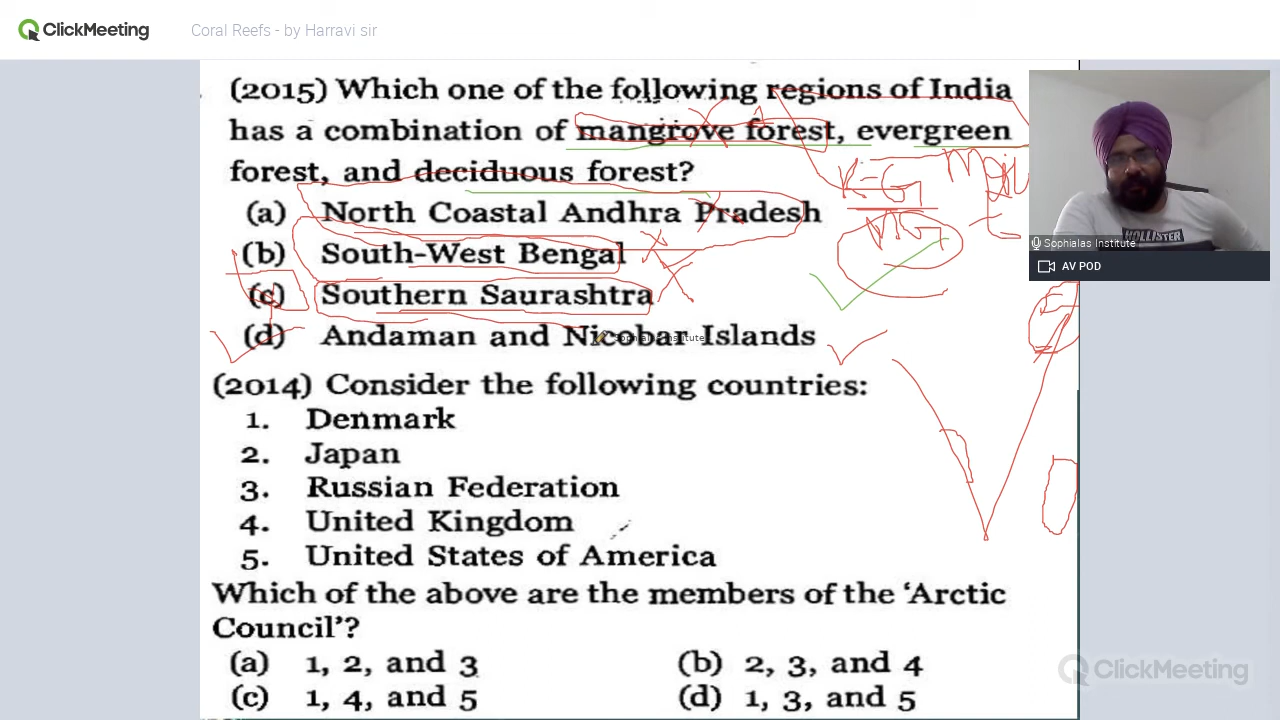 ClickMeeting
Coral Reefs - by Harravi sir
(2015) Which one of the following regions of India
has a combination of mangrove forest, evergreen
forest, and deciduous forest?
(a) North Coastal Andhra Pradesh
(b) South-West Bengal
(c) Southern Saurashtra
(d) Andaman and Nicobar Islands
Sophialas Institute
(2014) Consider the following countries:
1. Denmark
2. Japan
3. Russian Federation
4. United Kingdom
5. United States of America
Which of the above are the members of the 'Arctic
Council'?
(a) 1, 2, and 3
(b) 2, 3, and 4
(c) 1, 4, and 5
(d) 1, 3, and 5
K-G
HOLLISTER
Sophialas Institute
AV POD
ClickMeeting